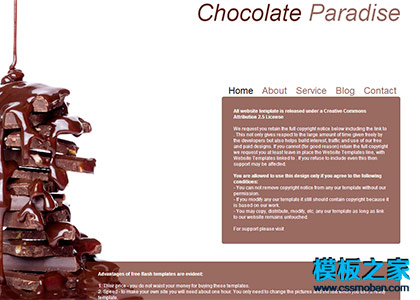 Chocolate Paradise
Home About Service Blog Contact
All website template is released under a Creative Commons
Attribution 2.5 License
We request you retain the full copyright notice below including the link to
. This not only gives respect to the large amount of time given freely by
the developers but also helps build interest, traffic and use of our free
and paid designs. If you cannot (for good reason) retain the full copyright
we request you at least leave in place the Website Templates line, with
Website Templates linked to . If you refuse to include even this then
support may be affected.
You are allowed to use this design only if you agree to the following
conditions:
- You can not remove copyright notice from any our template without our
permission.
- If you modify any our template it still should contain copyright because it
is based on our work.
- You may copy, distribute, modify, etc. any our template as long as link
to our website remains untouched.
For support please visit
Advantages of free flash templates are evident:
1. Free price - you do not waist your money for buying these templates.
2. Speed - to make your own site you will need about one hour. You only need to change the pictures and
template
模板之家
www.cssmoban.com